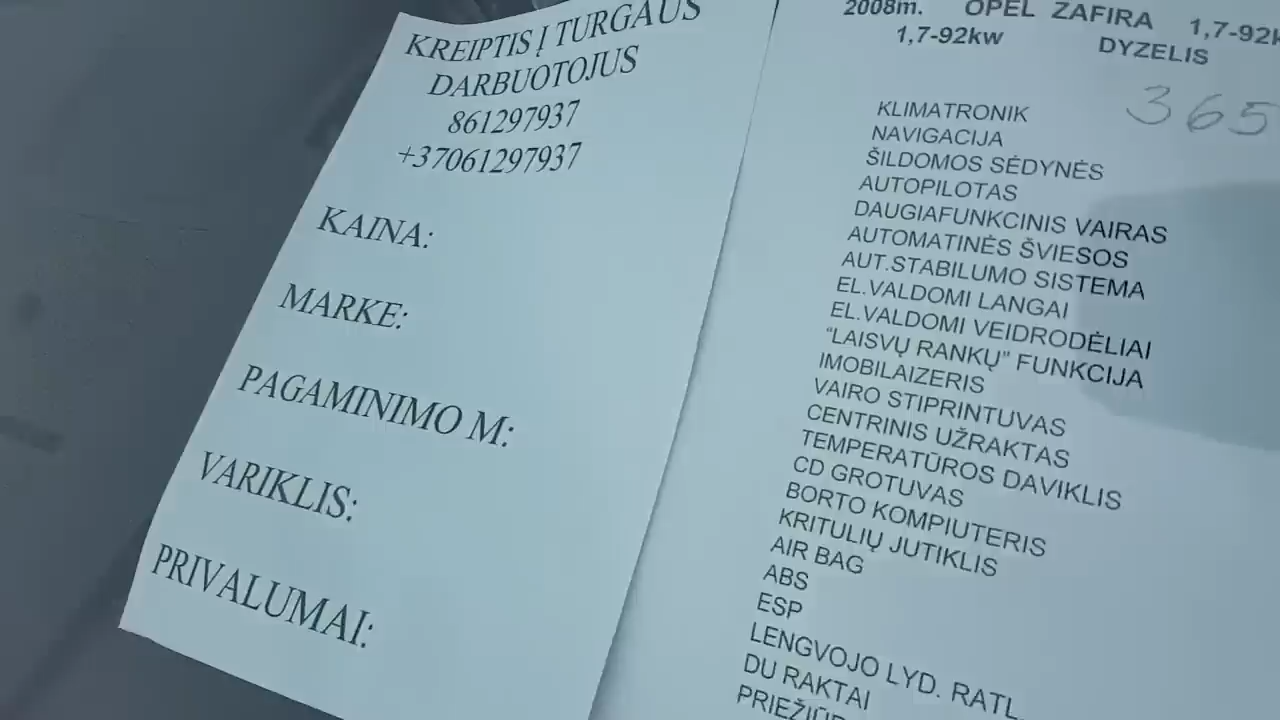 KREIPTIS Į TURGAUS
DARBUOTOJUS
861297937
+37061297937
KAINA:
MARKE:
PAGAMINIMO M:
VARIKLIS:
PRIVALUMAI:
2008m. OPEL ZAFIRA 1,7-92k
1,7-92kw DYZELIS
365
KLIMATRONIK
NAVIGACIJA
ŠILDOMOS SĖDYNĖS
AUTOPILOTAS
DAUGIAFUNKCINIS VAIRAS
AUTOMATINĖS ŠVIESOS
AUT.STABILUMO SISTEMA
EL.VALDOMI LANGAI
EL.VALDOMI VEIDRODĖLIAI
“LAISVŲ RANKŲ” FUNKCIJA
IMOBILAIZERIS
VAIRO STIPRINTUVAS
CENTRINIS UŽRAKTAS
TEMPERATŪROS DAVIKLIS
CD GROTUVAS
BORTO KOMPIUTERIS
KRITULIŲ JUTIKLIS
AIR BAG
ABS
ESP
LENGVOJO LYD. RATL.
DU RAKTAI